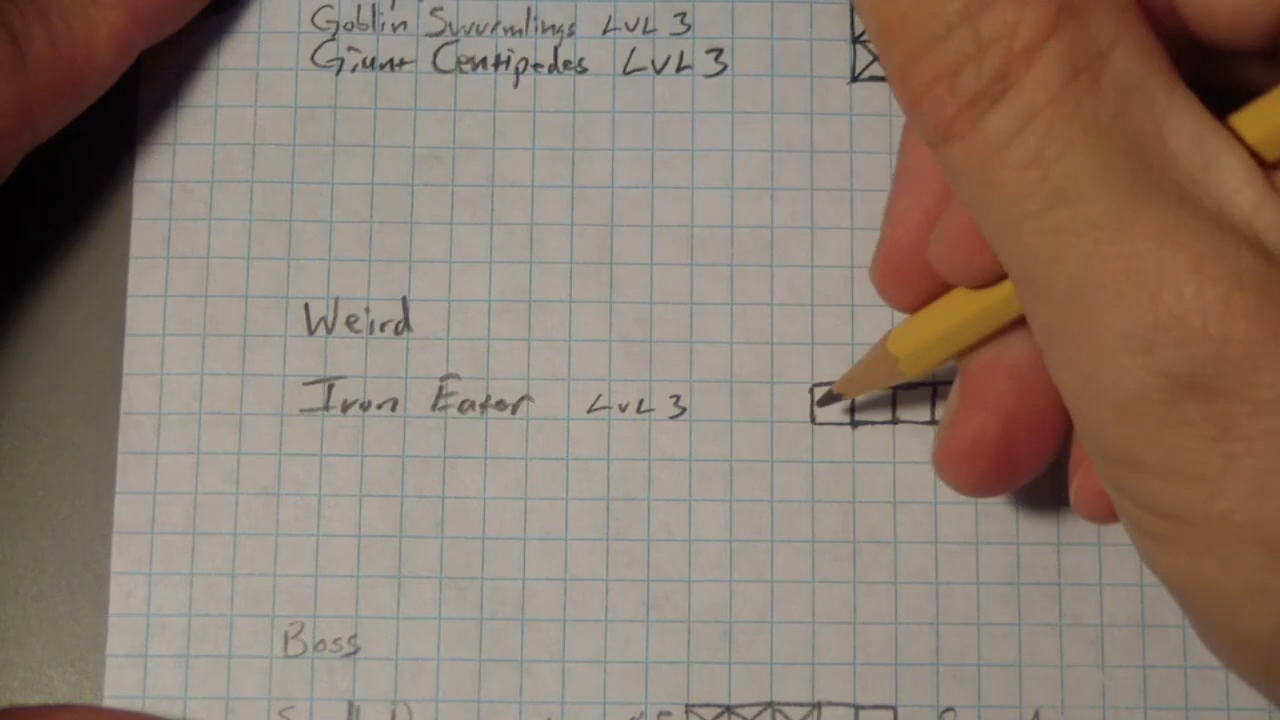 Goblin Swarmlings LVL 3
Giant Centipedes LVL 3
Weird
Iron Eater LVL 3
Boss